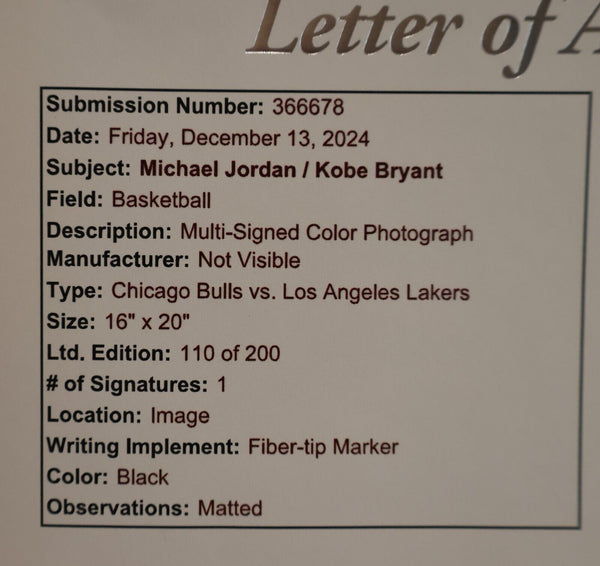 Letter of A
Submission Number: 366678
Date: Friday, December 13, 2024
Subject: Michael Jordan / Kobe Bryant
Field: Basketball
Description: Multi-Signed Color Photograph
Manufacturer: Not Visible
Type: Chicago Bulls vs. Los Angeles Lakers
Size: 16" x 20"
Ltd. Edition: 110 of 200
# of Signatures: 1
Location: Image
Writing Implement: Fiber-tip Marker
Color: Black
Observations: Matted